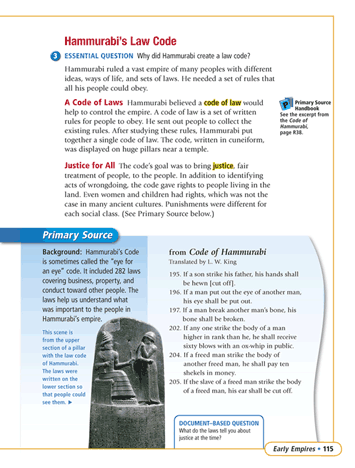 Hammurabi's Law Code
3 ESSENTIAL QUESTION Why did Hammurabi create a law code?
Hammurabi ruled a vast empire of many peoples with different
ideas, ways of life, and sets of laws. He needed a set of rules that
all his people could obey.
A Code of Laws Hammurabi believed a code of law would
help to control the empire. A code of law is a set of written
rules for people to obey. He sent out people to collect the
existing rules. After studying these rules, Hammurabi put
together a single code of law. The code, written in cuneiform,
was displayed on huge pillars near a temple.
Primary Source
Handbook
See the excerpt from
the Code of
Hammurabi,
page R38.
Justice for All The code's goal was to bring justice, fair
treatment of people, to the people. In addition to identifying
acts of wrongdoing, the code gave rights to people living in the
land. Even women and children had rights, which was not the
case in many ancient cultures. Punishments were different for
each social class. (See Primary Source below.)
Primary Source
Background: Hammurabi's Code
is sometimes called the "eye for
an eye" code. It included 282 laws
covering business, property, and
conduct toward other people. The
laws help us understand what
was important to the people in
Hammurabi's empire.
This scene is
from the upper
section of a pillar
with the law code
of Hammurabi.
The laws were
written on the
lower section so
that people could
see them. ▶
from Code of Hammurabi
Translated by L. W. King
195. If a son strike his father, his hands shall
be hewn [cut off].
196. If a man put out the eye of another man,
his eye shall be put out.
197. If a man break another man's bone, his
bone shall be broken.
202. If any one strike the body of a man
higher in rank than he, he shall receive
sixty blows with an ox-whip in public.
204. If a freed man strike the body of
another freed man, he shall pay ten
shekels in money.
205. If the slave of a freed man strike the body
of a freed man, his ear shall be cut off.
DOCUMENT–BASED QUESTION
What do the laws tell you about
justice at the time?
Early Empires • 115